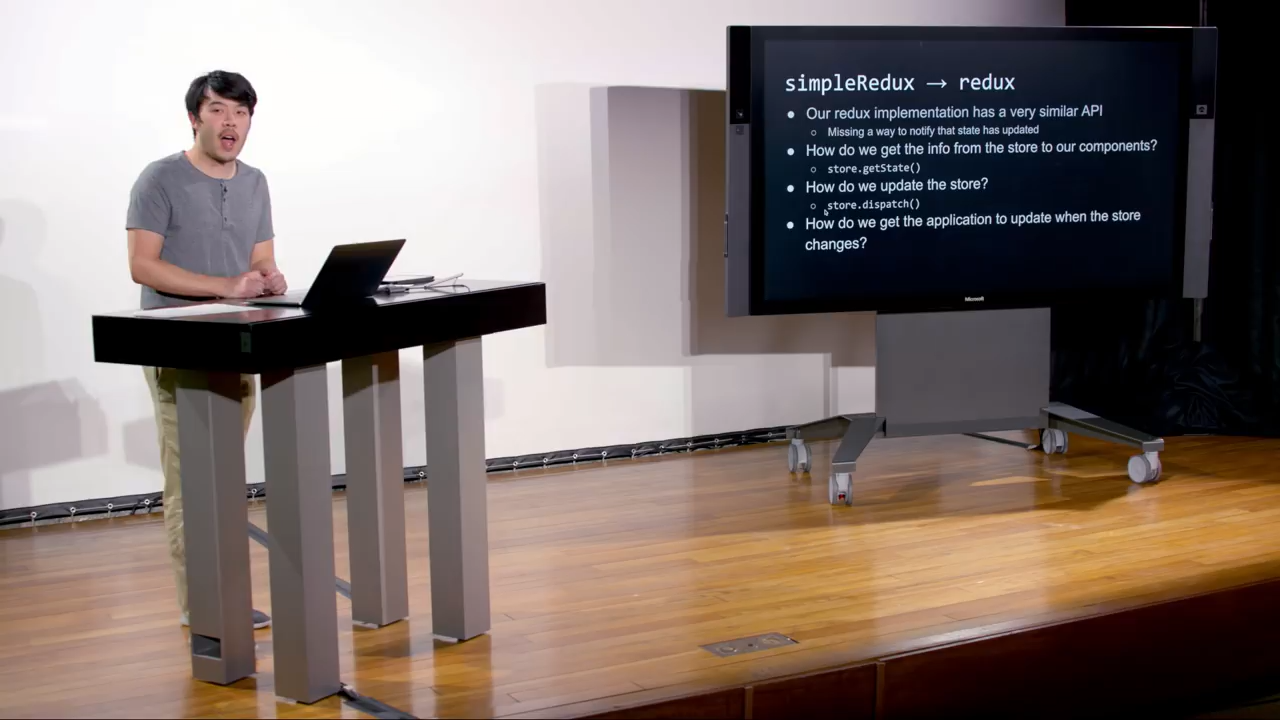 simpleRedux → redux
● Our redux implementation has a very similar API
○ Missing a way to notify that state has updated
● How do we get the info from the store to our components?
○ store.getState()
● How do we update the store?
○ store.dispatch()
● How do we get the application to update when the store
changes?
Microsoft